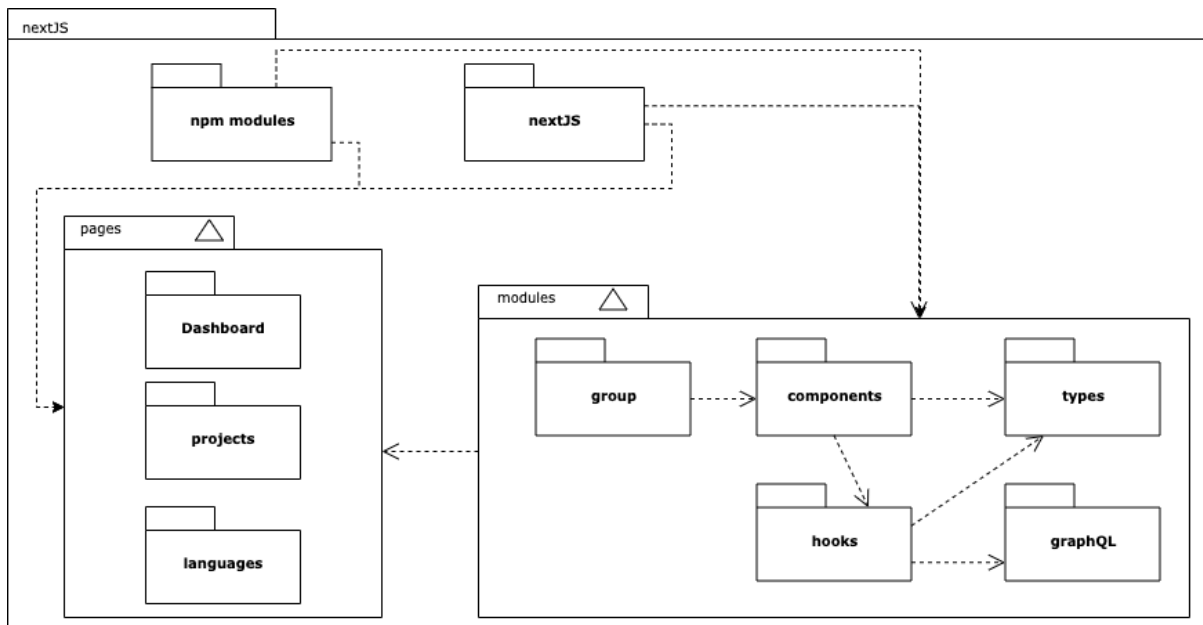 nextJS
npm modules
nextJS
pages
Dashboard
projects
languages
modules
group
components
types
hooks
graphQL